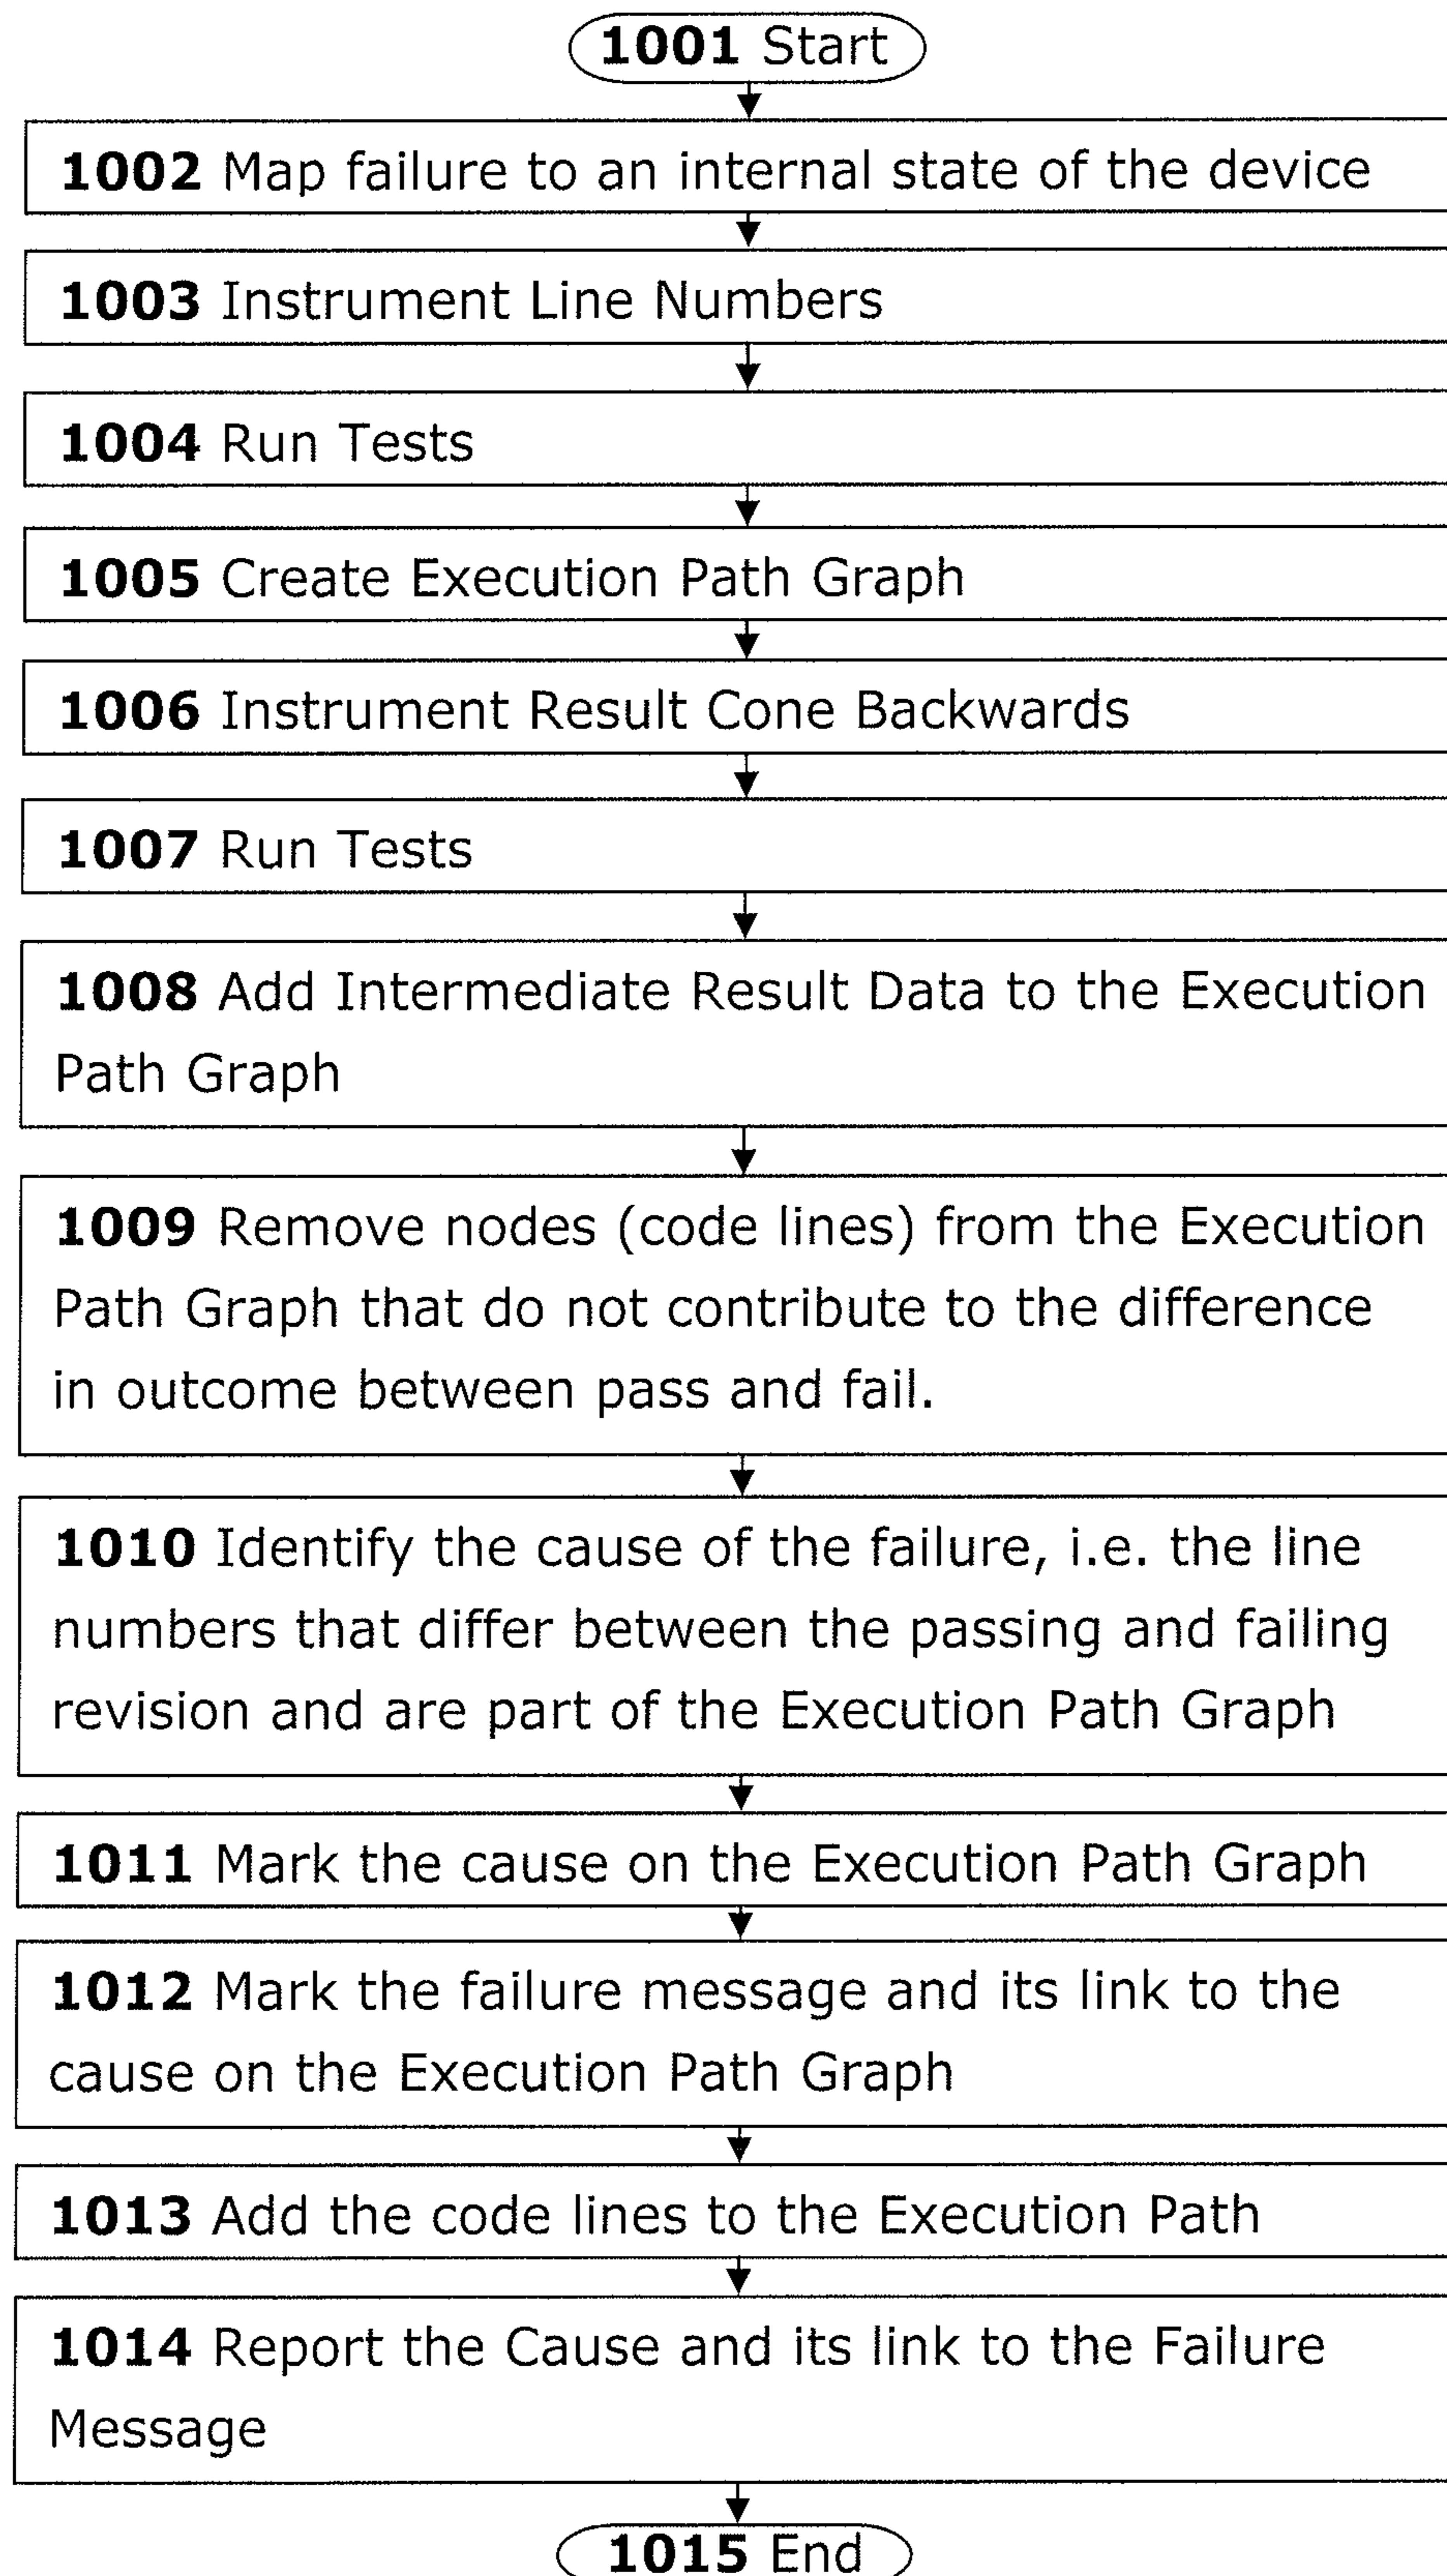 1001 Start
1002 Map failure to an internal state of the device
1003 Instrument Line Numbers
1004 Run Tests
1005 Create Execution Path Graph
1006 Instrument Result Cone Backwards
1007 Run Tests
1008 Add Intermediate Result Data to the Execution
Path Graph
1009 Remove nodes (code lines) from the Execution
Path Graph that do not contribute to the difference
in outcome between pass and fail.
1010 Identify the cause of the failure, i.e. the line
numbers that differ between the passing and failing
revision and are part of the Execution Path Graph
1011 Mark the cause on the Execution Path Graph
1012 Mark the failure message and its link to the
cause on the Execution Path Graph
1013 Add the code lines to the Execution Path
1014 Report the Cause and its link to the Failure
Message
1015 End